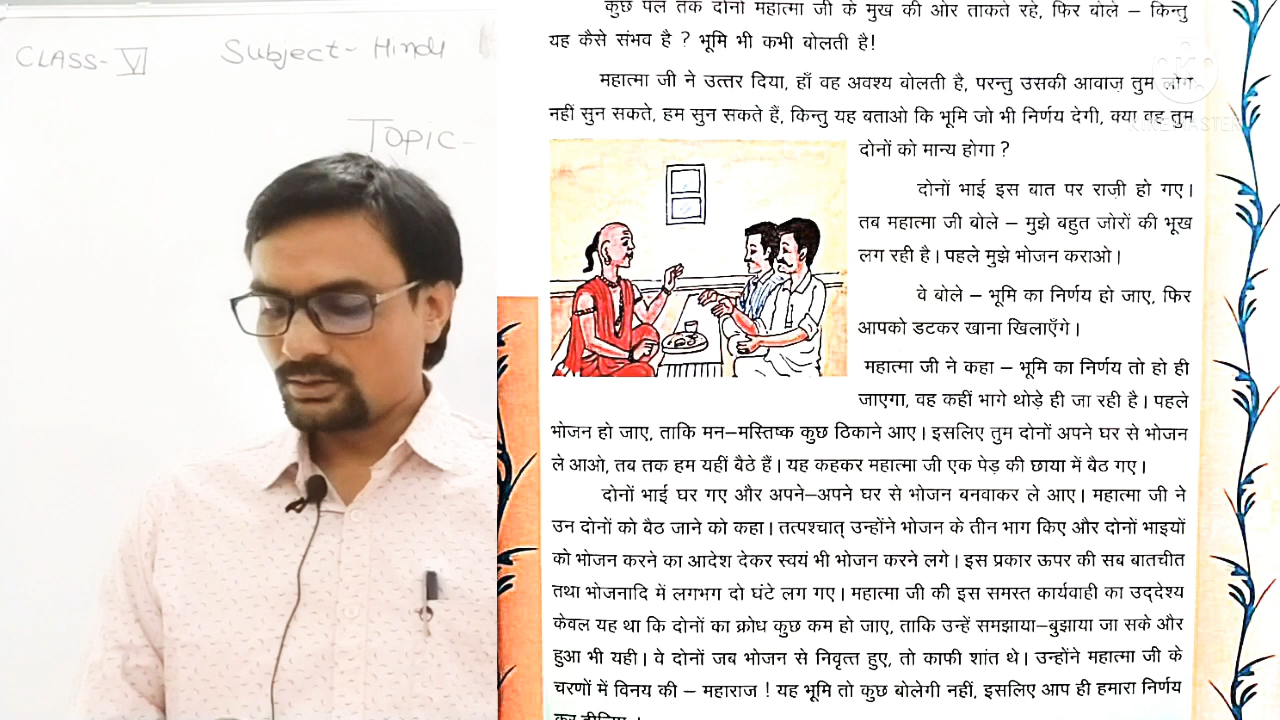 CLASS- VI
Subject- Hindi
Topic-
कुछ पल तक दोनों महात्मा जी के मुख की ओर ताकते रहे, फिर बोले – किन्तु
यह कैसे संभव है ? भूमि भी कभी बोलती है!
महात्मा जी ने उत्तर दिया, हाँ वह अवश्य बोलती है, परन्तु उसकी आवाज़ तुम लोग
नहीं सुन सकते, हम सुन सकते हैं, किन्तु यह बताओ कि भूमि जो भी निर्णय देगी, क्या वह तुम
KINEMASTER
दोनों को मान्य होगा ?
दोनों भाई इस बात पर राज़ी हो गए।
तब महात्मा जी बोले – मुझे बहुत जोरों की भूख
लग रही है। पहले मुझे भोजन कराओ।
वे बोले – भूमि का निर्णय हो जाए, फिर
आपको डटकर खाना खिलाएँगे।
महात्मा जी ने कहा – भूमि का निर्णय तो हो ही
जाएगा, वह कहीं भागे थोड़े ही जा रही है। पहले
भोजन हो जाए, ताकि मन–मस्तिष्क कुछ ठिकाने आए। इसलिए तुम दोनों अपने घर से भोजन
ले आओ, तब तक हम यहीं बैठे हैं। यह कहकर महात्मा जी एक पेड़ की छाया में बैठ गए।
दोनों भाई घर गए और अपने–अपने घर से भोजन बनवाकर ले आए। महात्मा जी ने
उन दोनों को बैठ जाने को कहा। तत्पश्चात् उन्होंने भोजन के तीन भाग किए और दोनों भाइयों
को भोजन करने का आदेश देकर स्वयं भी भोजन करने लगे। इस प्रकार ऊपर की सब बातचीत
तथा भोजनादि में लगभग दो घंटे लग गए। महात्मा जी की इस समस्त कार्यवाही का उद्देश्य
केवल यह था कि दोनों का क्रोध कुछ कम हो जाए, ताकि उन्हें समझाया–बुझाया जा सके और
हुआ भी यही। वे दोनों जब भोजन से निवृत्त हुए, तो काफी शांत थे। उन्होंने महात्मा जी के
चरणों में विनय की – महाराज ! यह भूमि तो कुछ बोलेगी नहीं, इसलिए आप ही हमारा निर्णय